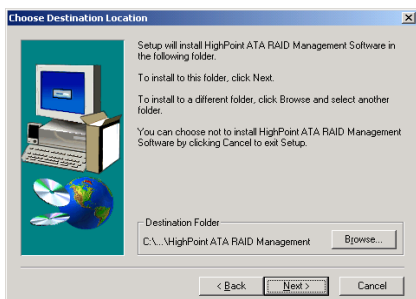 Choose Destination Location
Setup will install HighPoint ATA RAID Management Software in
the following folder.
To install to this folder, click Next.
To install to a different folder, click Browse and select another
folder.
You can choose not to install HighPoint ATA RAID Management
Software by clicking Cancel to exit Setup.
Destination Folder
C:\...\HighPoint ATA RAID Management
Browse...
< Back
Next >
Cancel